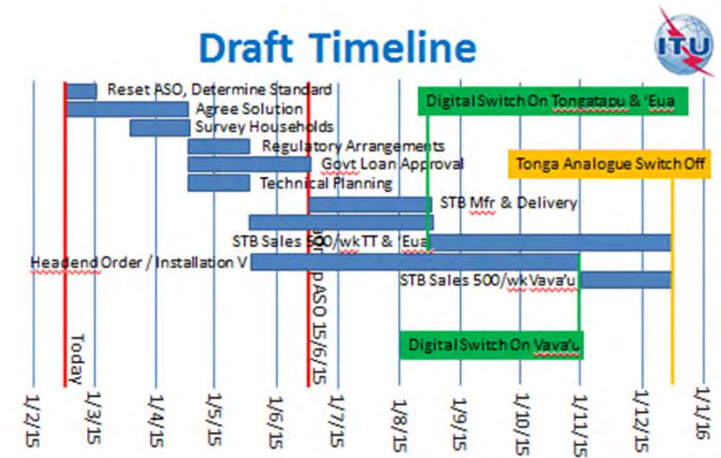 Draft Timeline
ITU
Reset ASO, Determine Standard
Agree Solution
Survey Households
Regulatory Arrangements
Govt Loan Approval
Technical Planning
STB Mfr & Delivery
STB Sales 500/wk TT & 'Eua
Headend Order / Installation V
STB Sales 500/wk Vava'u
Digital Switch On Tongatapu & 'Eua
Tonga Analogue Switch Off
Digital Switch On Vava'u
Today
p ASO 15/6/15
1/2/15
1/3/15
1/4/15
1/5/15
1/6/15
1/7/15
1/8/15
1/9/15
1/10/15
1/11/15
1/12/15
1/1/16